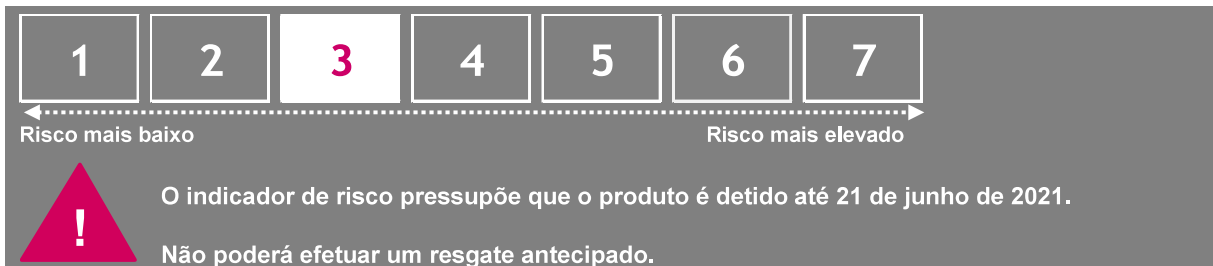 1 2 3 4 5 6 7
Risco mais baixo Risco mais elevado
! O indicador de risco pressupõe que o produto é detido até 21 de junho de 2021.
Não poderá efetuar um resgate antecipado.